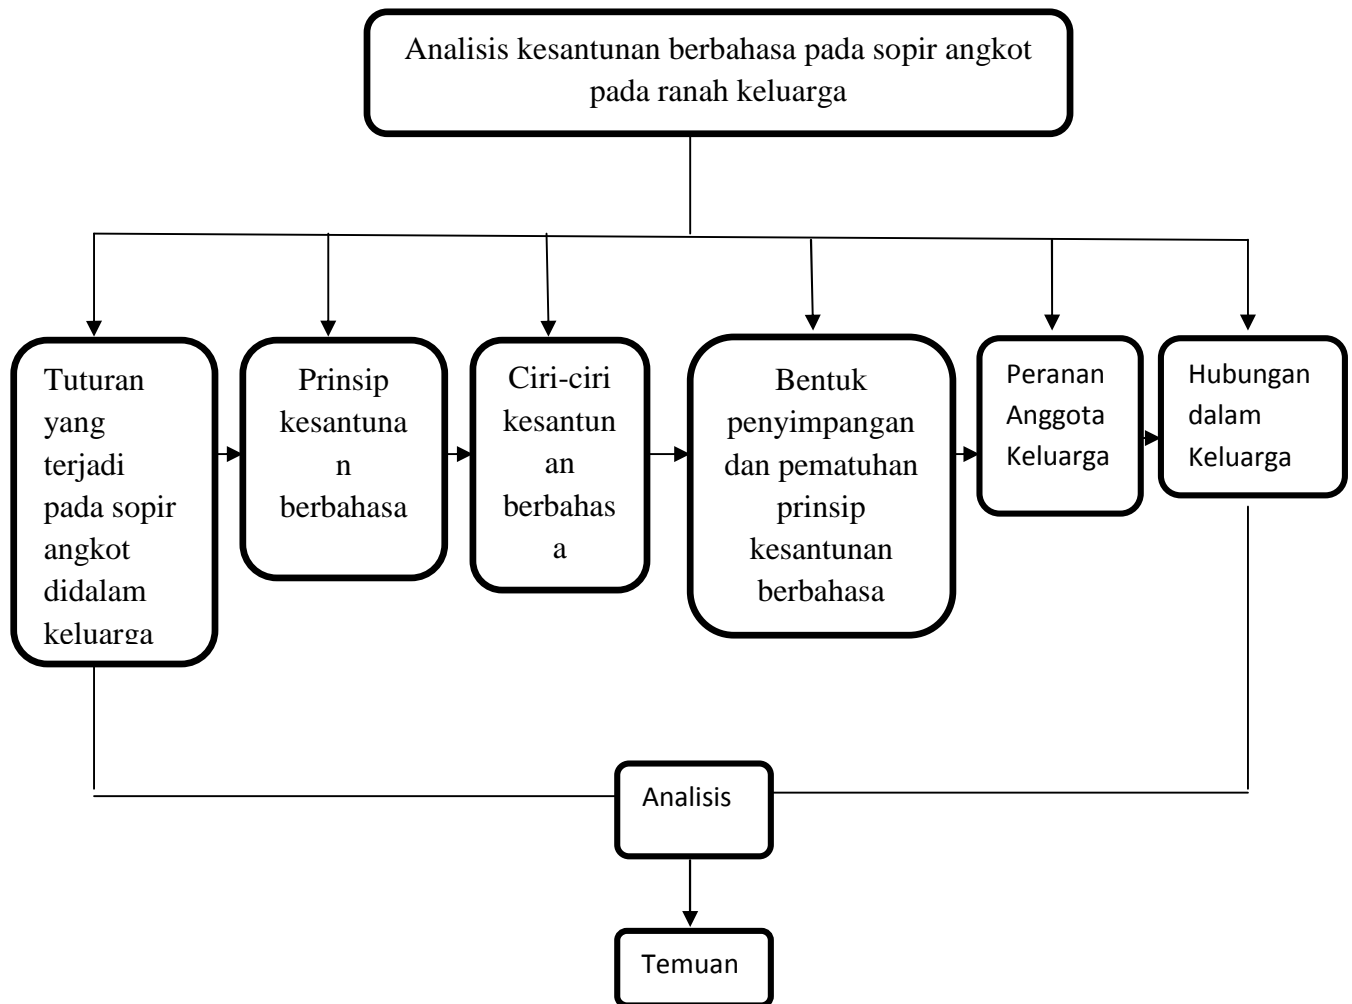 Analisis kesantunan berbahasa pada sopir angkot
pada ranah keluarga
Tuturan
yang
terjadi
pada sopir
angkot
didalam
keluarga
Prinsip
kesantuna
n
berbahasa
Ciri-ciri
kesantun
an
berbahas
a
Bentuk
penyimpangan
dan pematuhan
prinsip
kesantunan
berbahasa
Peranan
Anggota
Keluarga
Hubungan
dalam
Keluarga
Analisis
Temuan